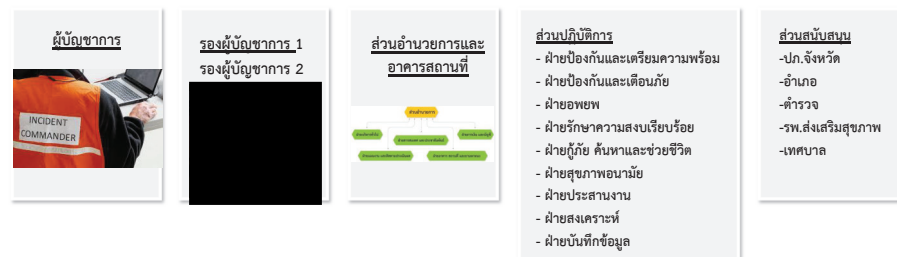 ผู้บัญชาการ
INCIDENT
COMMANDER
รองผู้บัญชาการ 1
รองผู้บัญชาการ 2
ส่วนอำนวยการและ
อาคารสถานที่
ส่วนอำนวยการ
ส่วนปฏิบัติการ
- ฝ่ายป้องกันและเตรียมความพร้อม
- ฝ่ายป้องกันและเตือนภัย
- ฝ่ายอพยพ
- ฝ่ายรักษาความสงบเรียบร้อย
- ฝ่ายกู้ภัย ค้นหาและช่วยชีวิต
- ฝ่ายสุขภาพอนามัย
- ฝ่ายประสานงาน
- ฝ่ายสงเคราะห์
- ฝ่ายบันทึกข้อมูล
ส่วนสนับสนุน
-ปภ.จังหวัด
-อำเภอ
-ตำรวจ
-รพ.ส่งเสริมสุขภาพ
-เทศบาล